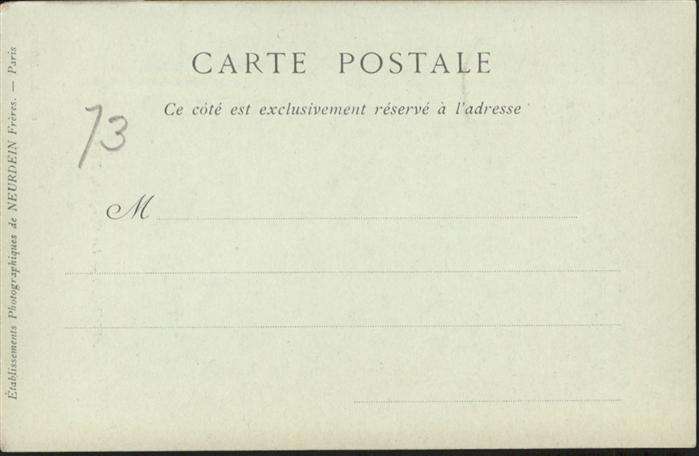 CARTE POSTALE
Ce côté est exclusivement réservé à l'adresse
73
M
Établissements Photographiques de NEURDEIN Frères. — Paris